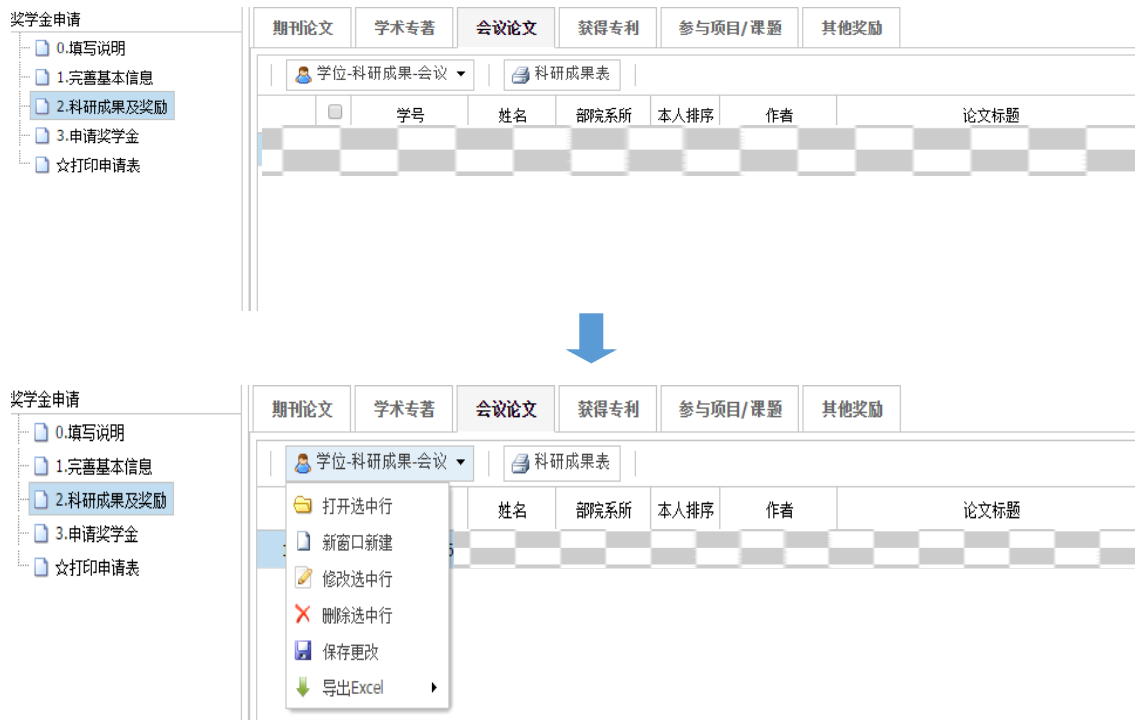 奖学金申请
0.填写说明
1.完善基本信息
2.科研成果及奖励
3.申请奖学金
☆打印申请表
期刊论文 学术专著 会议论文 获得专利 参与项目/课题 其他奖励
学位-科研成果-会议 科研成果表
学号 姓名 部院系所 本人排序 作者 论文标题
奖学金申请
0.填写说明
1.完善基本信息
2.科研成果及奖励
3.申请奖学金
☆打印申请表
期刊论文 学术专著 会议论文 获得专利 参与项目/课题 其他奖励
学位-科研成果-会议 科研成果表
姓名 部院系所 本人排序 作者 论文标题
打开选中行
新窗口新建
修改选中行
删除选中行
保存更改
导出Excel